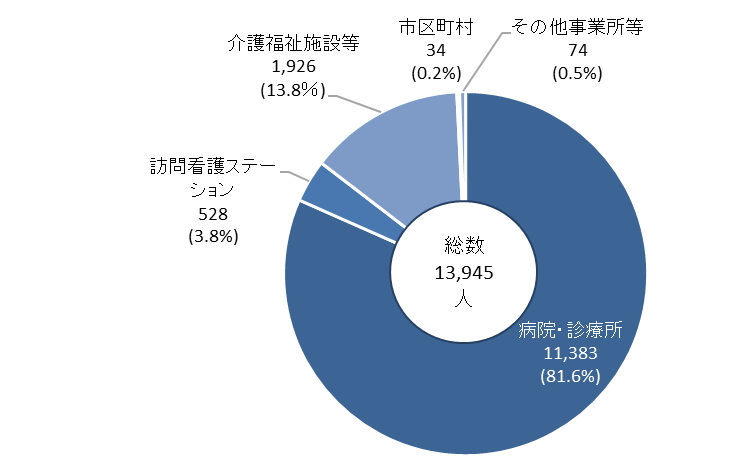 市区町村
34
(0.2%)
その他事業所等
74
(0.5%)
介護福祉施設等
1,926
(13.8%)
訪問看護ステー
ション
528
(3.8%)
総数
13,945
人
病院・診療所
11,383
(81.6%)